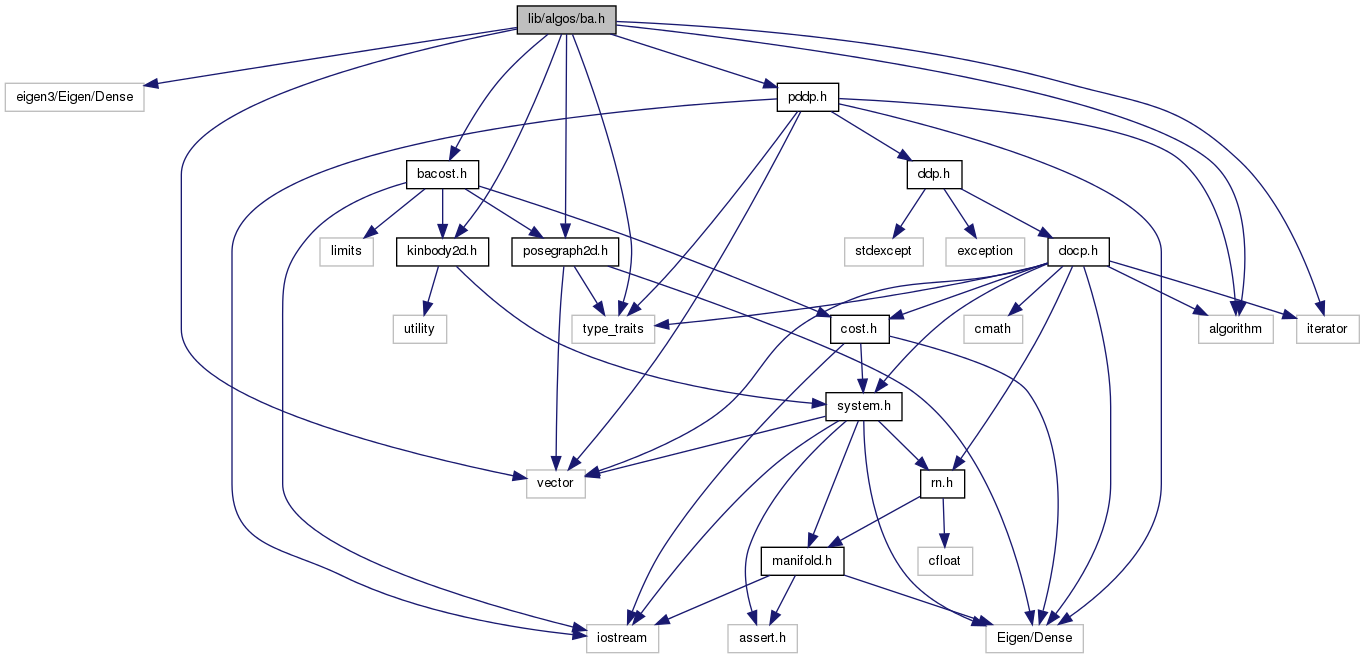 lib/algos/ba.h
eigen3/Eigen/Dense
pddp.h
bacost.h
ddp.h
limits
kinbody2d.h
posegraph2d.h
stdexcept
exception
docp.h
utility
type_traits
cost.h
cmath
algorithm
iterator
system.h
vector
rn.h
manifold.h
cfloat
iostream
assert.h
Eigen/Dense